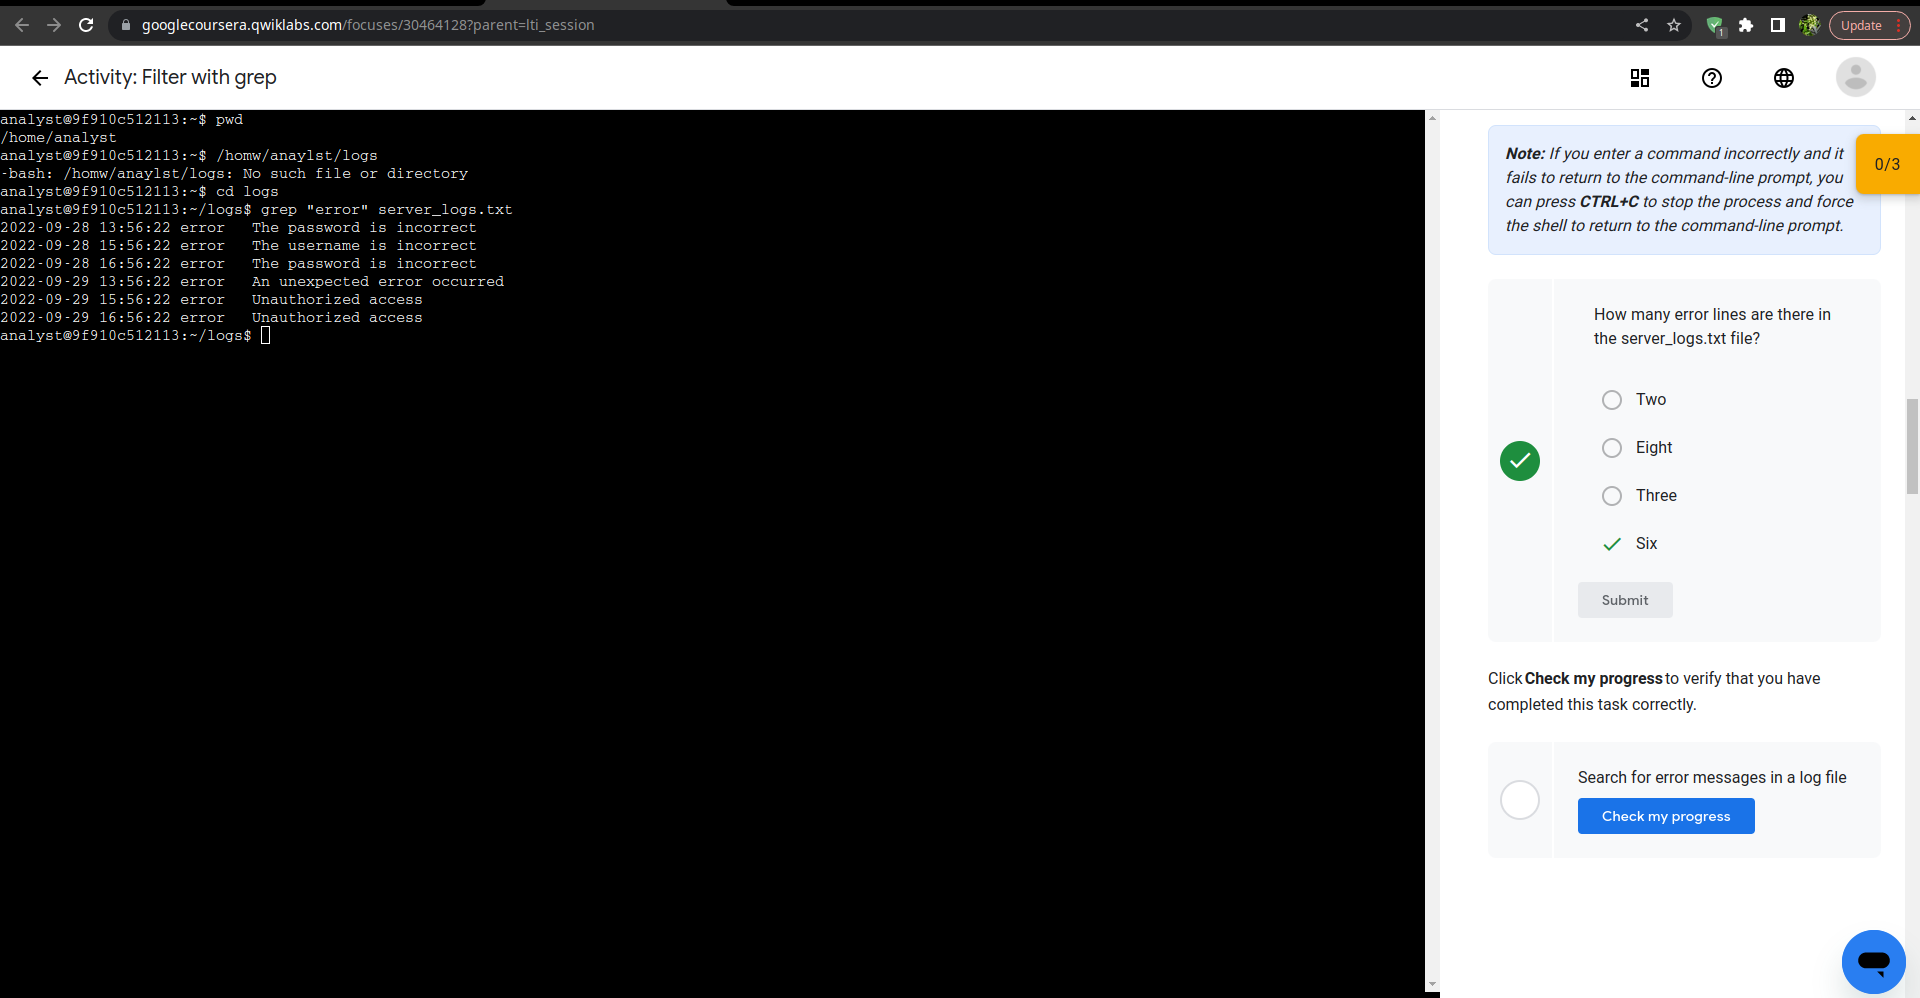 googlecoursera.qwiklabs.com/focuses/30464128?parent=lti_session
1
Update
Activity: Filter with grep
analyst@9f910c512113:~$ pwd
/home/analyst
analyst@9f910c512113:~$ /homw/anaylst/logs
-bash: /homw/anaylst/logs: No such file or directory
analyst@9f910c512113:~$ cd logs
analyst@9f910c512113:~/logs$ grep "error" server_logs.txt
2022-09-28 13:56:22 error   The password is incorrect
2022-09-28 15:56:22 error   The username is incorrect
2022-09-28 16:56:22 error   The password is incorrect
2022-09-29 13:56:22 error   An unexpected error occurred
2022-09-29 15:56:22 error   Unauthorized access
2022-09-29 16:56:22 error   Unauthorized access
analyst@9f910c512113:~/logs$
Note: If you enter a command incorrectly and it
fails to return to the command-line prompt, you
can press CTRL+C to stop the process and force
the shell to return to the command-line prompt.
0/3
How many error lines are there in
the server_logs.txt file?
Two
Eight
Three
Six
Submit
Click Check my progress to verify that you have
completed this task correctly.
Search for error messages in a log file
Check my progress